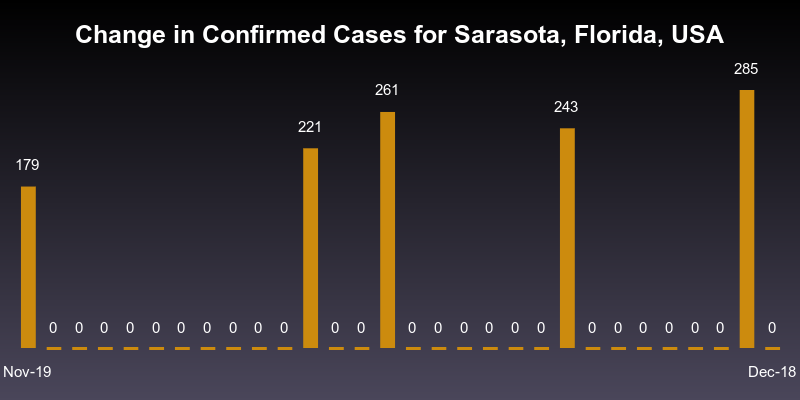 Change in Confirmed Cases for Sarasota, Florida, USA
285
261
243
221
179
0 0 0 0 0 0 0 0 0 0 0 0 0 0 0 0 0 0 0 0 0 0 0 0 0
Nov-19 Dec-18